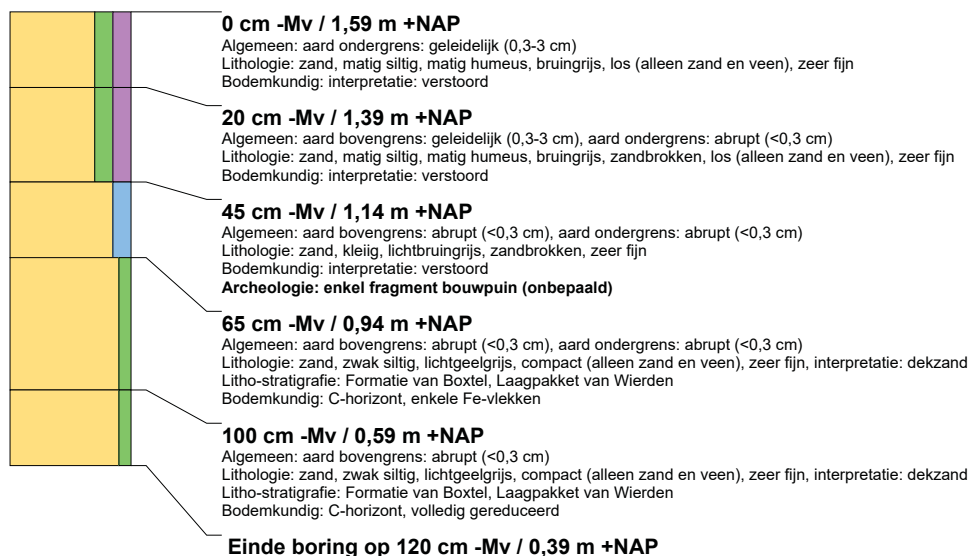 0 cm -Mv / 1,59 m +NAP
Algemeen: aard ondergrens: geleidelijk (0,3-3 cm)
Lithologie: zand, matig siltig, matig humeus, bruingrijs, los (alleen zand en veen), zeer fijn
Bodemkundig: interpretatie: verstoord
20 cm -Mv / 1,39 m +NAP
Algemeen: aard bovengrens: geleidelijk (0,3-3 cm), aard ondergrens: abrupt (<0,3 cm)
Lithologie: zand, matig siltig, matig humeus, bruingrijs, zandbrokken, los (alleen zand en veen), zeer fijn
Bodemkundig: interpretatie: verstoord
45 cm -Mv / 1,14 m +NAP
Algemeen: aard bovengrens: abrupt (<0,3 cm), aard ondergrens: abrupt (<0,3 cm)
Lithologie: zand, kleiig, lichtbruingrijs, zandbrokken, zeer fijn
Bodemkundig: interpretatie: verstoord
Archeologie: enkel fragment bouwpuin (onbepaald)
65 cm -Mv / 0,94 m +NAP
Algemeen: aard bovengrens: abrupt (<0,3 cm), aard ondergrens: abrupt (<0,3 cm)
Lithologie: zand, zwak siltig, lichtgeelgrijs, compact (alleen zand en veen), zeer fijn, interpretatie: dekzand
Litho-stratigrafie: Formatie van Boxtel, Laagpakket van Wierden
Bodemkundig: C-horizont, enkele Fe-vlekken
100 cm -Mv / 0,59 m +NAP
Algemeen: aard bovengrens: abrupt (<0,3 cm)
Lithologie: zand, zwak siltig, lichtgeelgrijs, compact (alleen zand en veen), zeer fijn, interpretatie: dekzand
Litho-stratigrafie: Formatie van Boxtel, Laagpakket van Wierden
Bodemkundig: C-horizont, volledig gereduceerd
Einde boring op 120 cm -Mv / 0,39 m +NAP